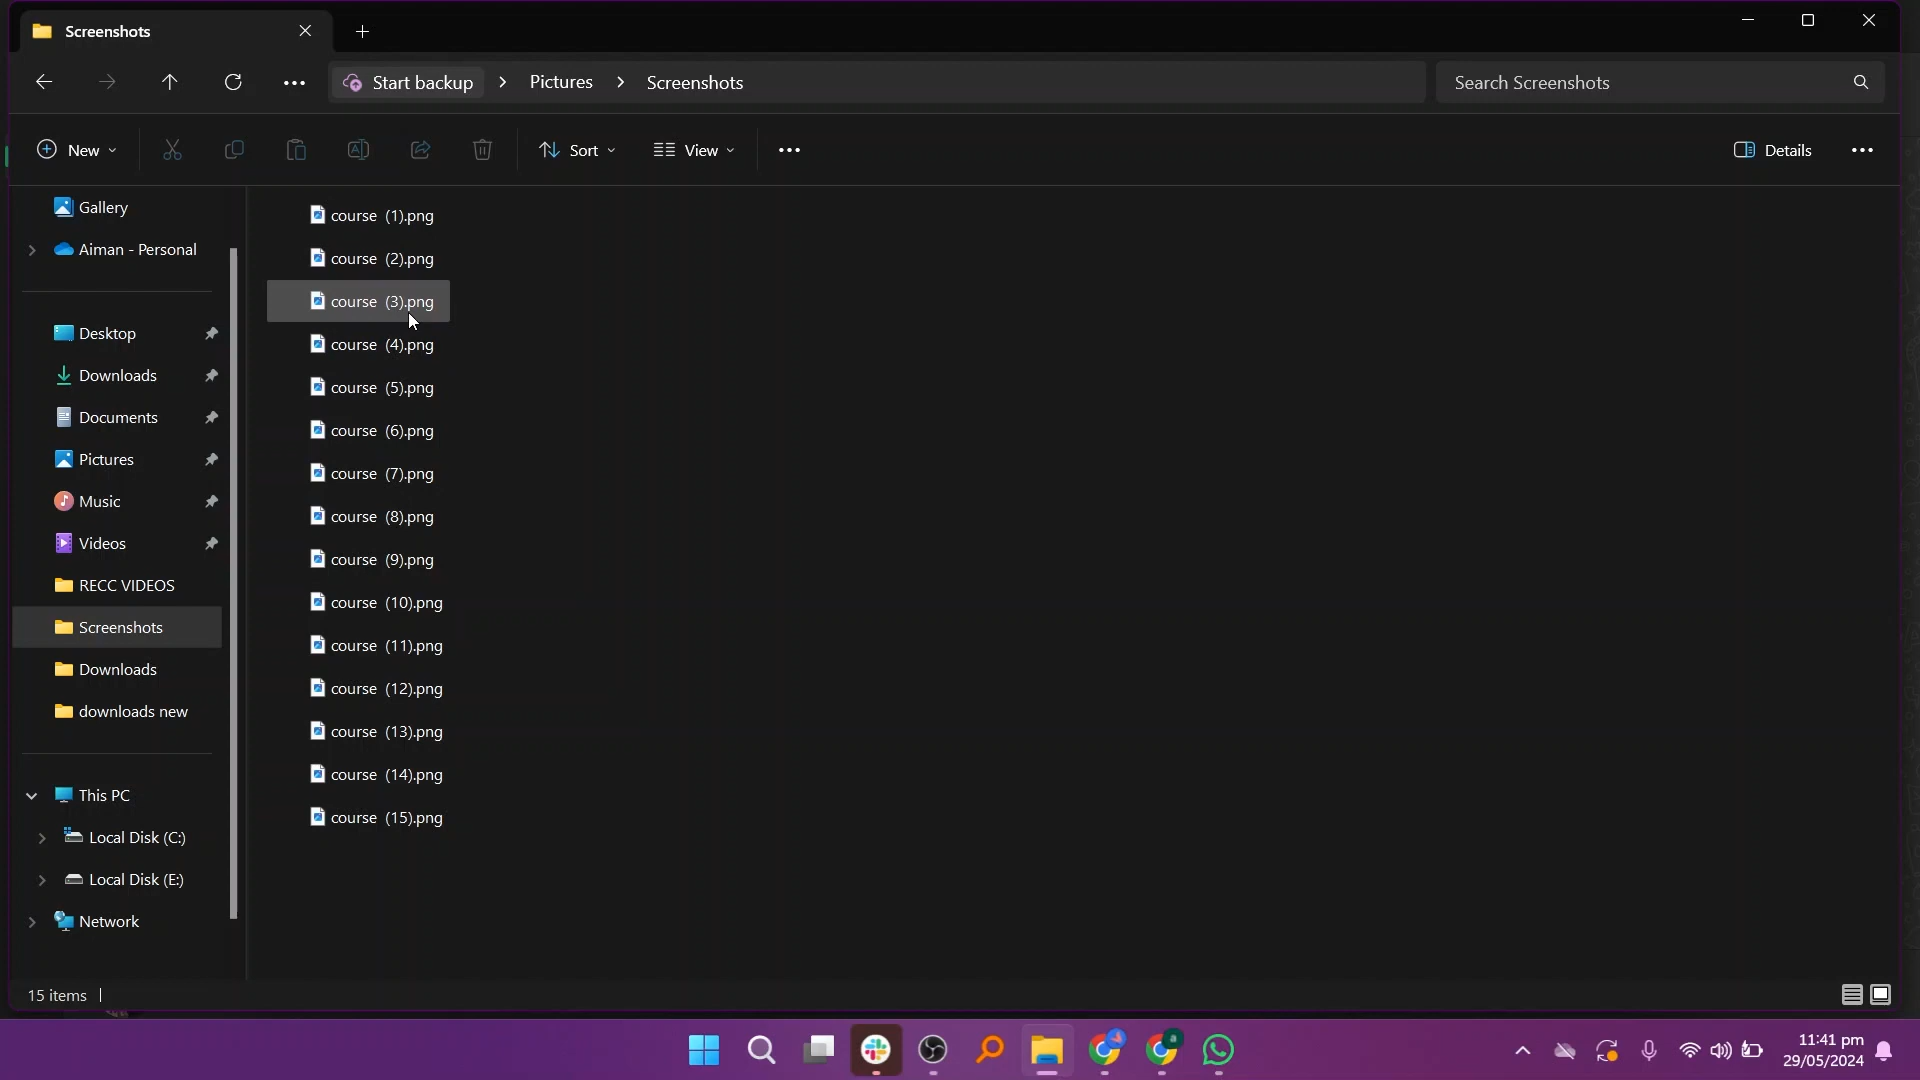 Screenshots
Start backup > Pictures > Screenshots
Search Screenshots
New
Sort
View
Details
Gallery
Aiman - Personal
Desktop
Downloads
Documents
Pictures
Music
Videos
RECC VIDEOS
Screenshots
Downloads
downloads new
This PC
Local Disk (C:)
Local Disk (E:)
Network
course (1).png
course (2).png
course (3).png
course (4).png
course (5).png
course (6).png
course (7).png
course (8).png
course (9).png
course (10).png
course (11).png
course (12).png
course (13).png
course (14).png
course (15).png
15 items
a
11:41 pm
29/05/2024